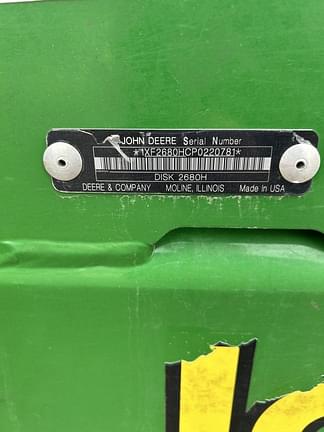 JOHN DEERE Serial Number
*1XF2680HCP0220781*
DISK 2680H
DEERE & COMPANY MOLINE, ILLINOIS Made In USA